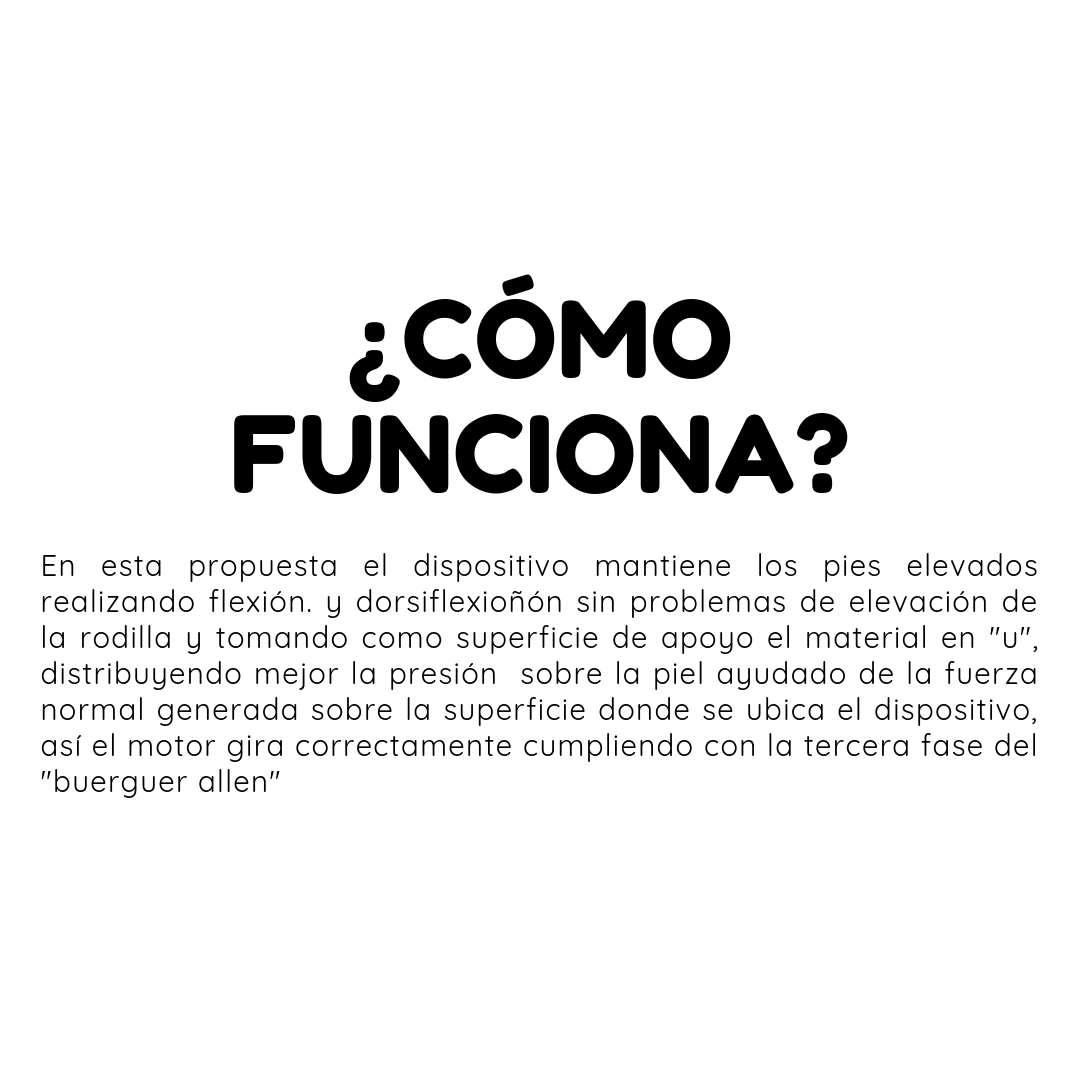 ¿CÓMO
FUNCIONA?
En esta propuesta el dispositivo mantiene los pies elevados
realizando flexión. y dorsiflexioñón sin problemas de elevación de
la rodilla y tomando como superficie de apoyo el material en "u",
distribuyendo mejor la presión  sobre la piel ayudado de la fuerza
normal generada sobre la superficie donde se ubica el dispositivo,
así el motor gira correctamente cumpliendo con la tercera fase del
"buerguer allen"